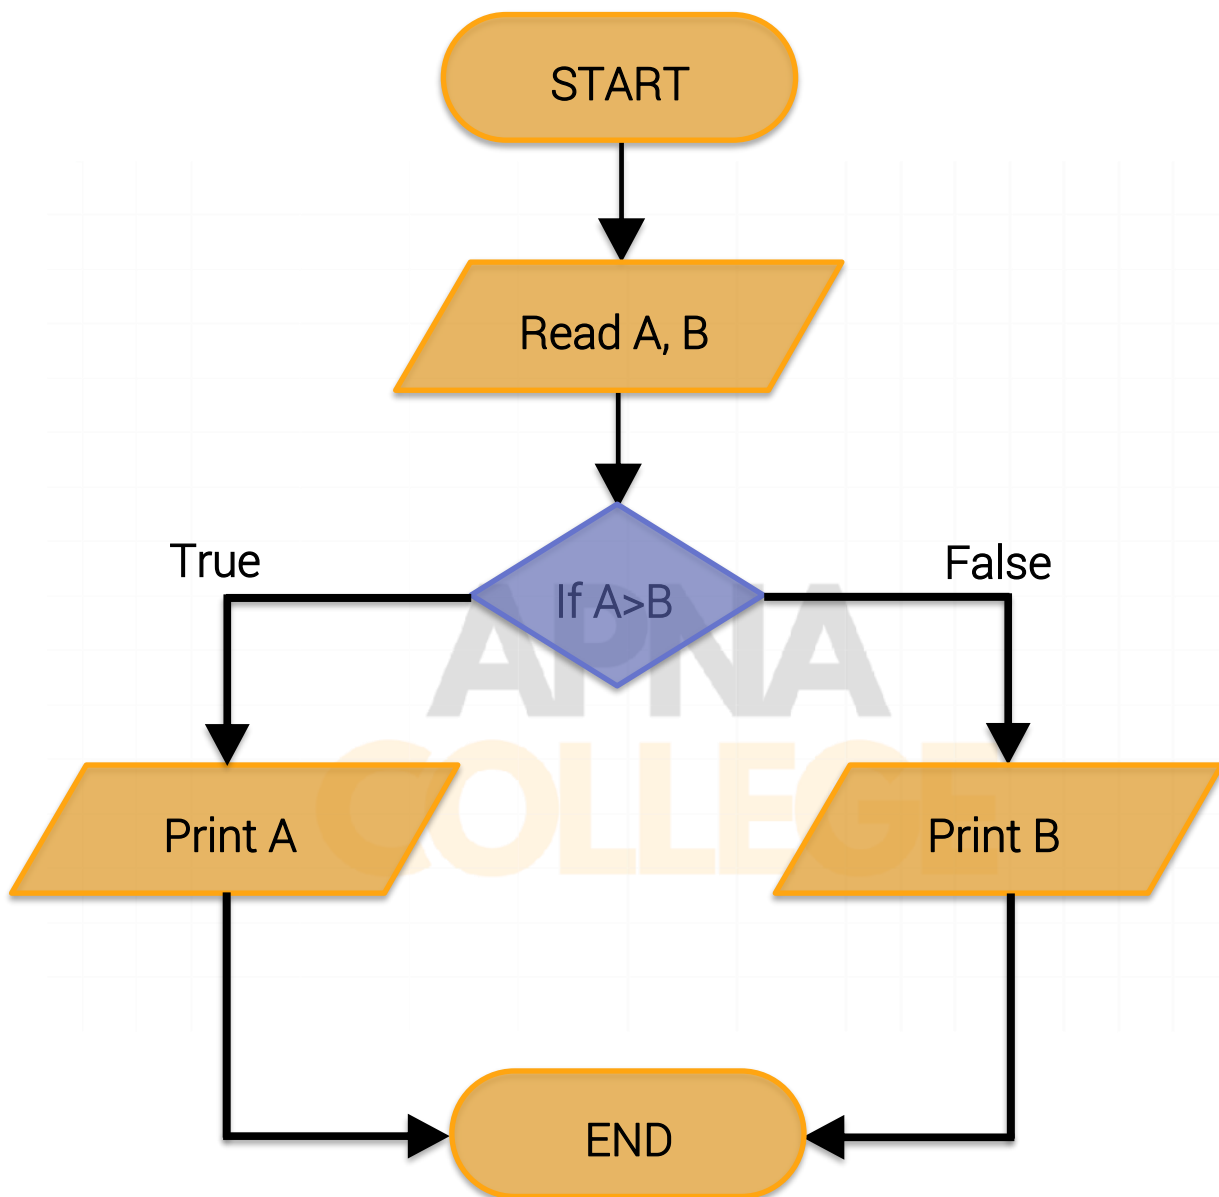 START
Read A, B
True
False
If A>B
APNA
COLLEGE
Print A
Print B
END